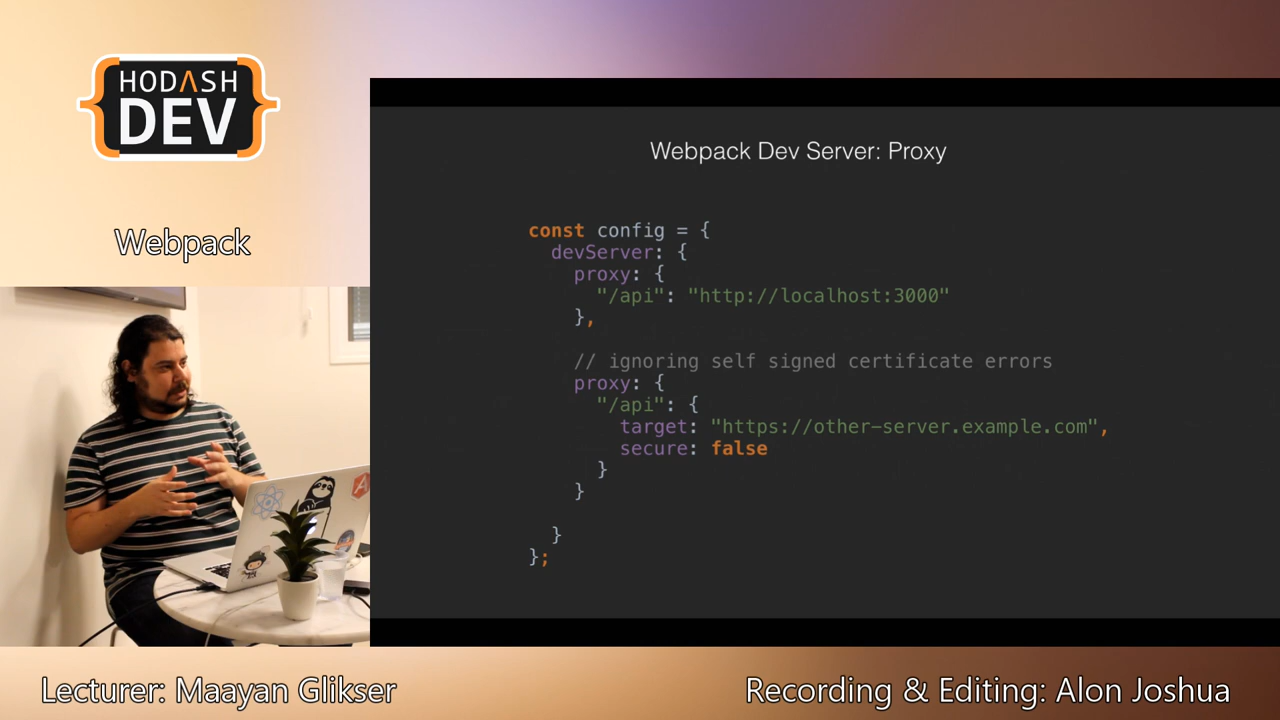 HODASH
DEV
Webpack
Webpack Dev Server: Proxy
const config = {
devServer: {
proxy: {
"/api": "http://localhost:3000"
},
// ignoring self signed certificate errors
proxy: {
"/api": {
target: "https://other-server.example.com",
secure: false
}
}
}
};
Lecturer: Maayan Glikser
Recording & Editing: Alon Joshua